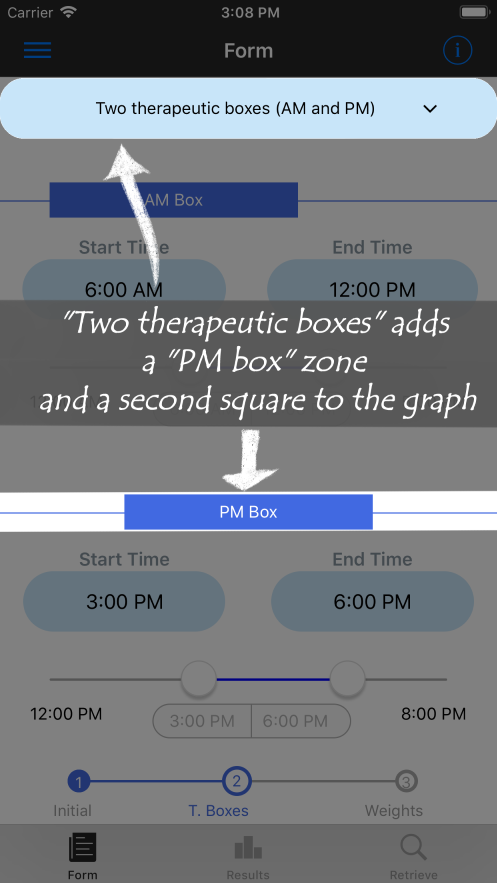 Carrier 3:08 PM
Form
i
Two therapeutic boxes (AM and PM)
AM Box
Start Time End Time
6:00 AM 12:00 PM
"Two therapeutic boxes" adds
a "PM box" zone
and a second square to the graph
PM Box
Start Time End Time
3:00 PM 6:00 PM
12:00 PM 3:00 PM 6:00 PM 8:00 PM
1 2 3
Initial T. Boxes Weights
Form Results Retrieve